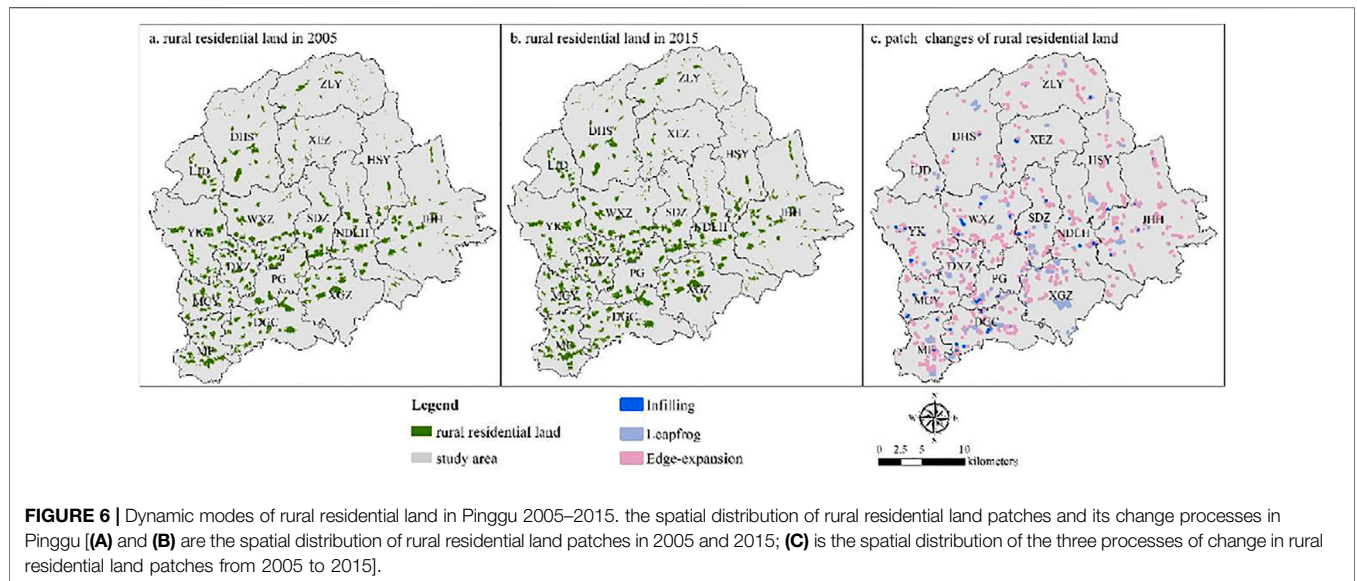 a. rural residential land in 2005
b. rural residential land in 2015
c. patch changes of rural residential land
ZLY
DHS
XEZ
HSY
LJD
WXZ
SDZ
JHH
YK
NDLH
DXZ
PG
MCY
XGZ
DGC
MF
ZLY
DHS
XEZ
HSY
LJD
WXZ
SDZ
JHH
YK
NDLH
DXZ
PG
MCY
XGZ
DGC
MF
ZLY
DHS
XEZ
HSY
LJD
WXZ
SDZ
JHH
YK
NDLH
DXZ
PG
MCY
XGZ
DGC
MF
Legend
rural residential land
study area
Infilling
Leapfrog
Edge-expansion
N
W E
S
0 2.5 5 10
kilometers
FIGURE 6 | Dynamic modes of rural residential land in Pinggu 2005–2015. the spatial distribution of rural residential land patches and its change processes in
Pinggu [(A) and (B) are the spatial distribution of rural residential land patches in 2005 and 2015; (C) is the spatial distribution of the three processes of change in rural
residential land patches from 2005 to 2015].